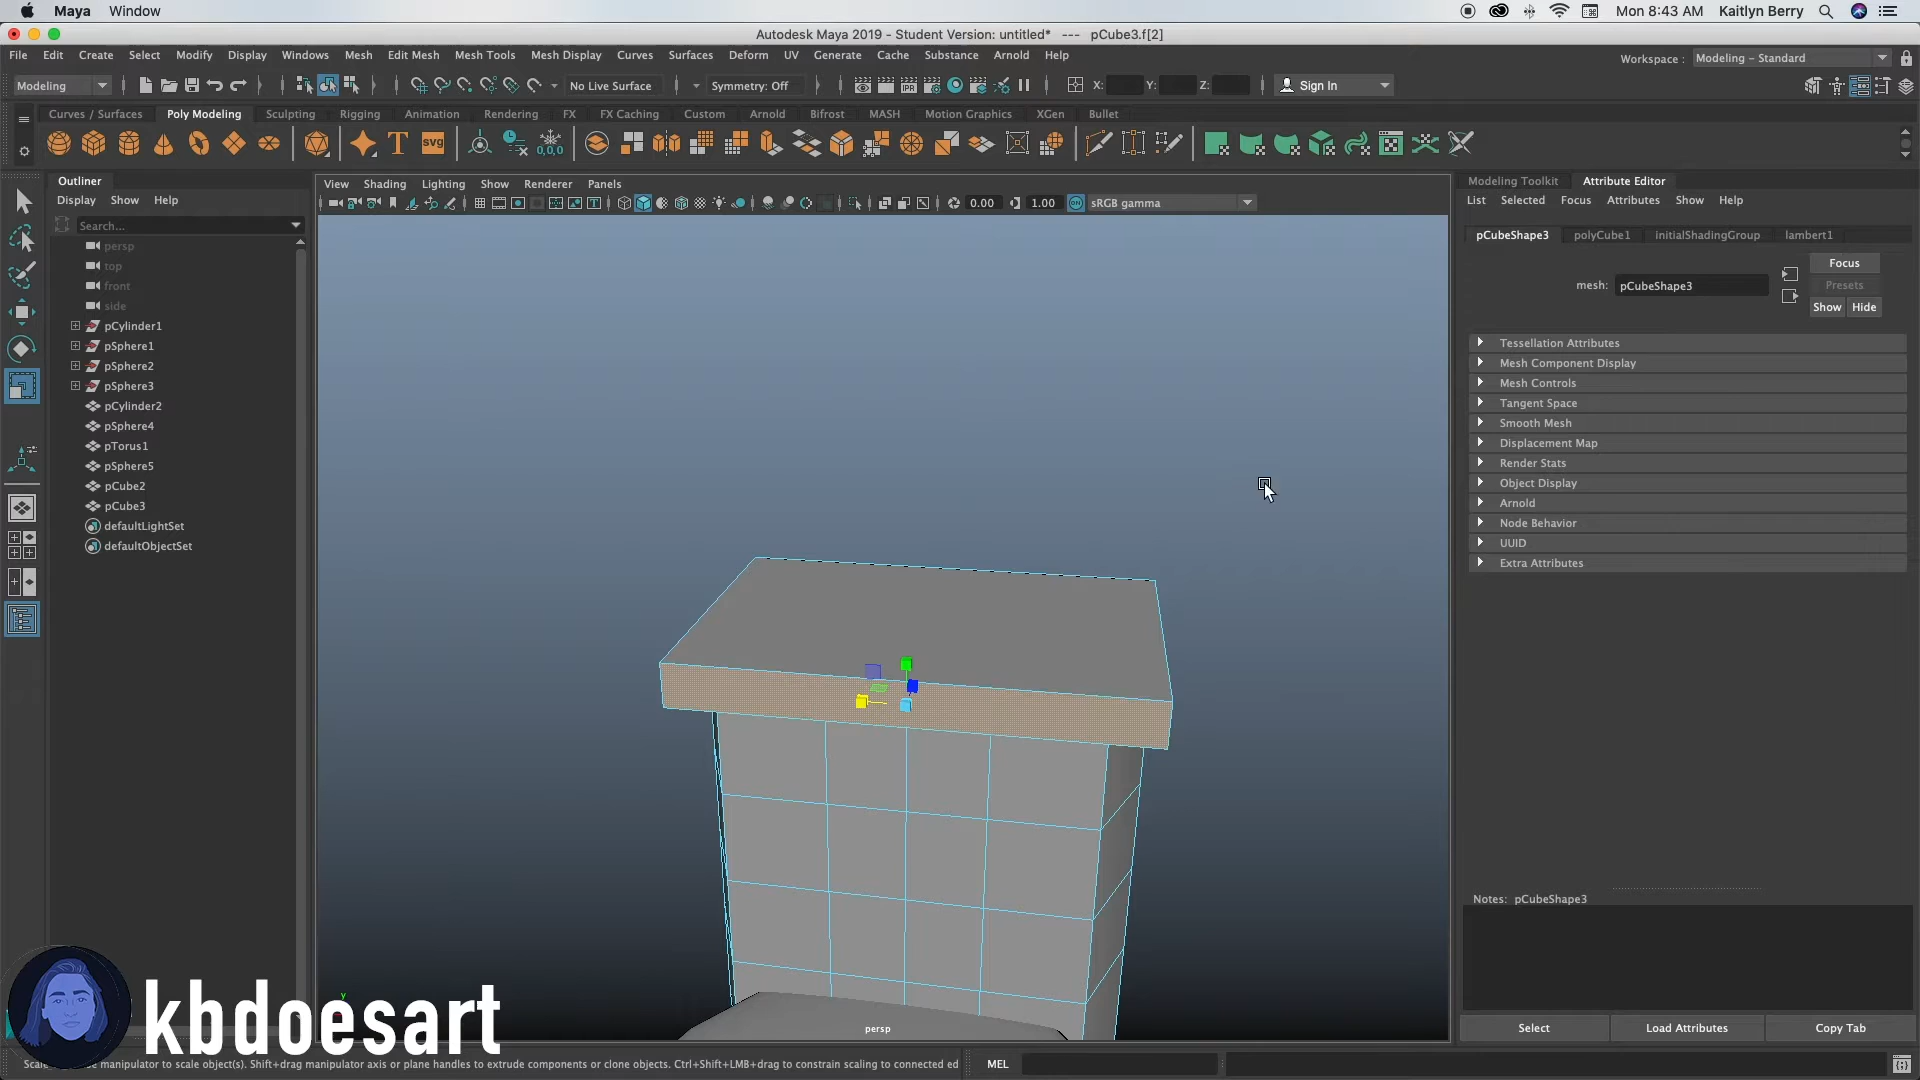 Maya Window
Mon 8:43 AM Kaitlyn Berry
Autodesk Maya 2019 - Student Version: untitled* --- pCube3.f[2]
File Edit Create Select Modify Display Windows Mesh Edit Mesh Mesh Tools Mesh Display Curves Surfaces Deform UV Generate Cache Substance Arnold Help
Workspace : Modeling - Standard
Modeling No Live Surface Symmetry: Off IPR X: Y: Z: Sign In
Curves / Surfaces Poly Modeling Sculpting Rigging Animation Rendering FX FX Caching Custom Arnold Bifrost MASH Motion Graphics XGen Bullet
T SVG 0,0,0
Outliner
Display Show Help
Search...
persp
top
front
side
pCylinder1
pSphere1
pSphere2
pSphere3
pCylinder2
pSphere4
pTorus1
pSphere5
pCube2
pCube3
defaultLightSet
defaultObjectSet
View Shading Lighting Show Renderer Panels
0.00 1.00 ON sRGB gamma
persp
y
Modeling Toolkit Attribute Editor
List Selected Focus Attributes Show Help
pCubeShape3 polyCube1 initialShadingGroup lambert1
Focus
mesh: pCubeShape3
Presets
Show Hide
Tessellation Attributes
Mesh Component Display
Mesh Controls
Tangent Space
Smooth Mesh
Displacement Map
Render Stats
Object Display
Arnold
Node Behavior
UUID
Extra Attributes
Notes: pCubeShape3
Select Load Attributes Copy Tab
kbdoesart
manipulator to scale object(s). Shift+drag manipulator axis or plane handles to extrude components or clone objects. Ctrl+Shift+LMB+drag to constrain scaling to connected ed
MEL